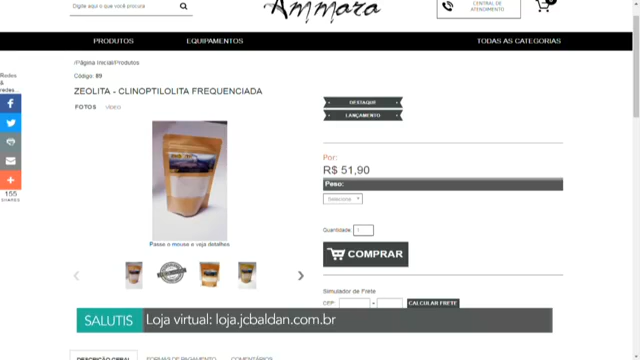 Digite aqui o que você procura
Ammara
CENTRAL DE
ATENDIMENTO
PRODUTOS
EQUIPAMENTOS
TODAS AS CATEGORIAS
/Página Inicial/Produtos
Código: 89
ZEOLITA - CLINOPTILOLITA FREQUENCIADA
FOTOS
VÍDEO
Redes
&
redes...
155
SHARES
DESTAQUE
LANÇAMENTO
Por:
R$ 51,90
Peso:
Selecione
Quantidade: 1
COMPRAR
Passe o mouse e veja detalhes
Simulador de Frete
CEP: - CALCULAR FRETE
SALUTIS
Loja virtual: loja.jcbaldan.com.br
DESCRIÇÃO GERAL
FORMAS DE PAGAMENTO
COMENTÁRIOS